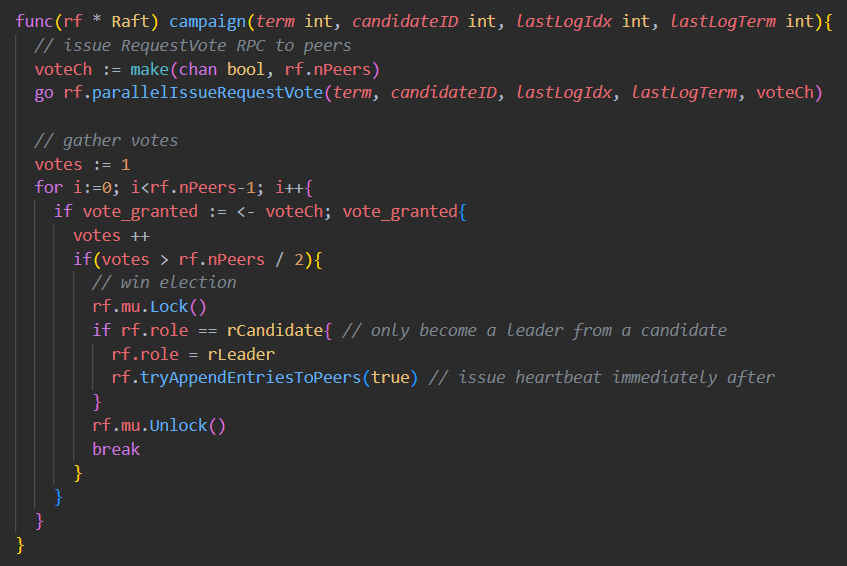 func(rf * Raft) campaign(term int, candidateID int, lastLogIdx int, lastLogTerm int){
  // issue RequestVote RPC to peers
  voteCh := make(chan bool, rf.nPeers)
  go rf.parallelIssueRequestVote(term, candidateID, lastLogIdx, lastLogTerm, voteCh)

  // gather votes
  votes := 1
  for i:=0; i<rf.nPeers-1; i++{
    if vote_granted := <- voteCh; vote_granted{
      votes ++
      if(votes > rf.nPeers / 2){
        // win election
        rf.mu.Lock()
        if rf.role == rCandidate{ // only become a leader from a candidate
          rf.role = rLeader
          rf.tryAppendEntriesToPeers(true) // issue heartbeat immediately after
        }
        rf.mu.Unlock()
        break
      }
    }
  }
}